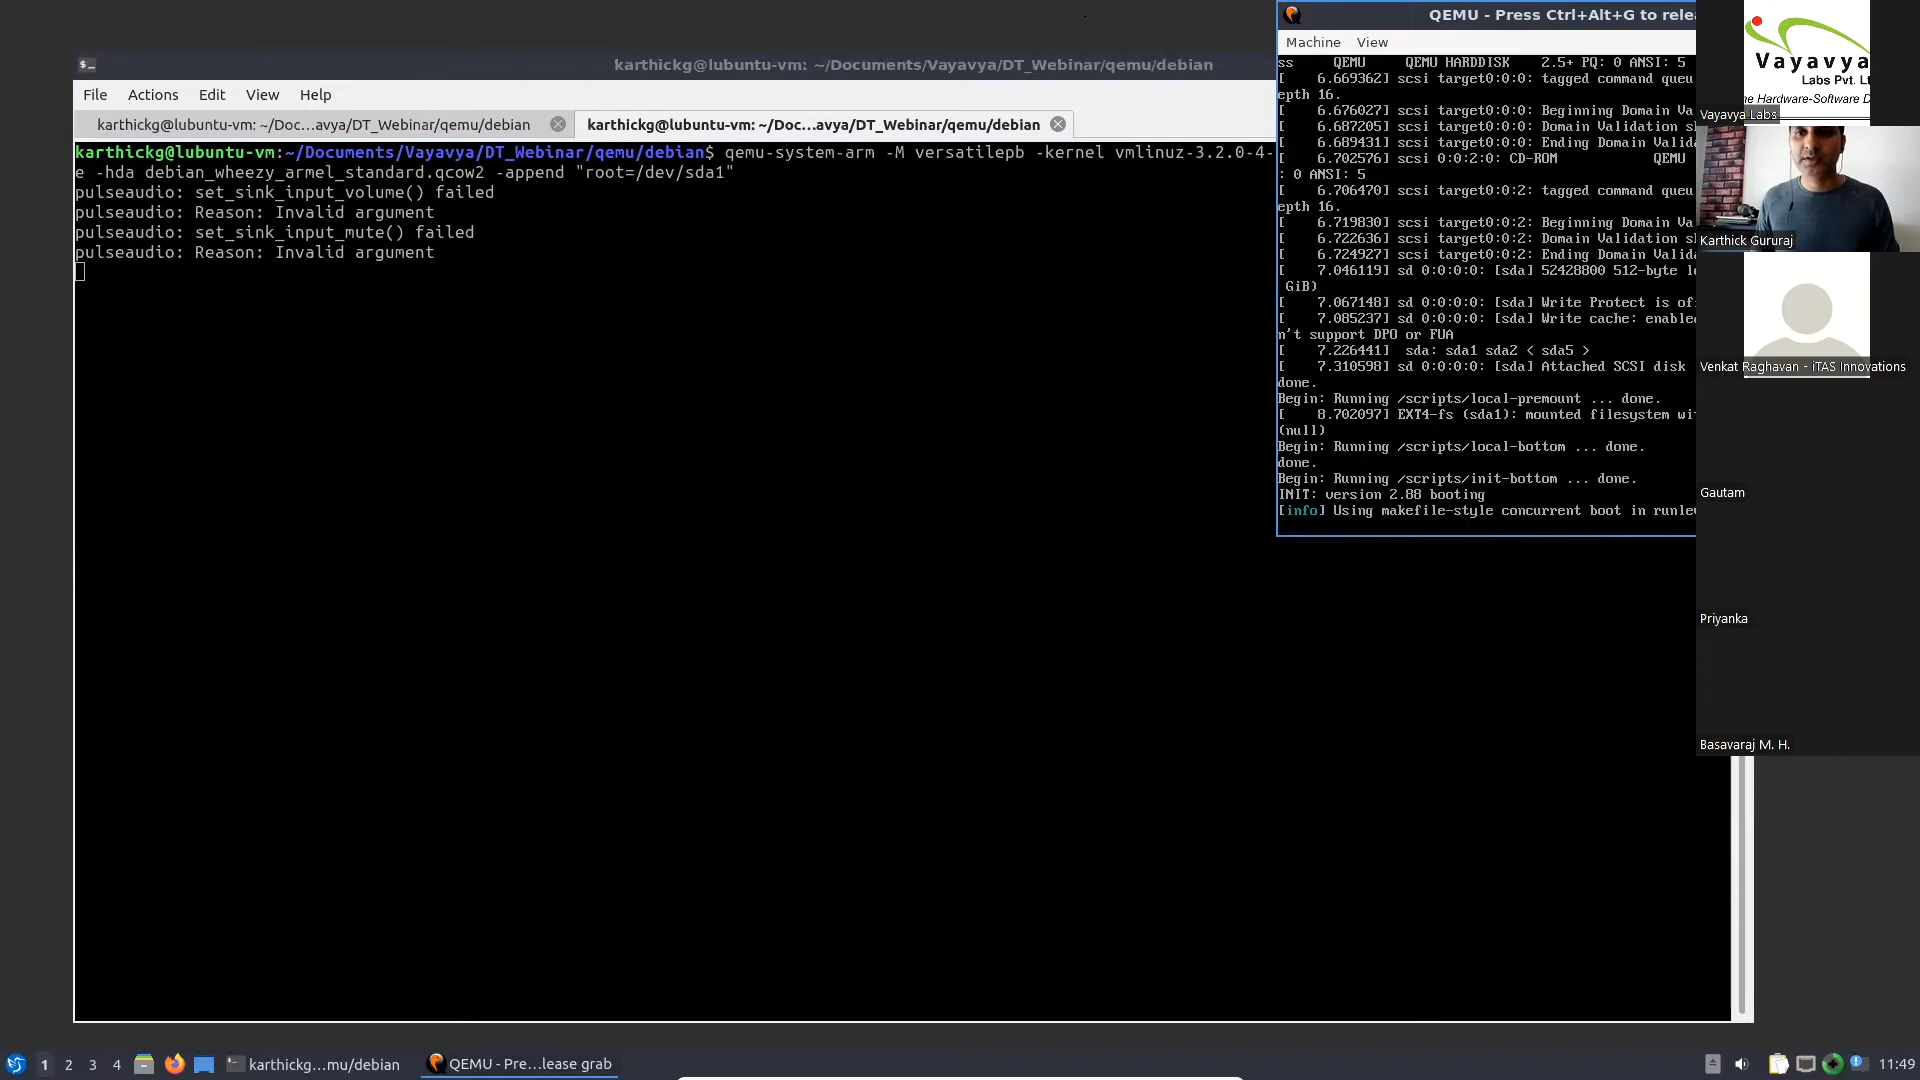 karthickg@lubuntu-vm: ~/Documents/Vayavya/DT_Webinar/qemu/debian
File Actions Edit View Help
karthickg@lubuntu-vm: ~/Doc...avya/DT_Webinar/qemu/debian
karthickg@lubuntu-vm: ~/Doc...avya/DT_Webinar/qemu/debian
karthickg@lubuntu-vm:~/Documents/Vayavya/DT_Webinar/qemu/debian$ qemu-system-arm -M versatilepb -kernel vmlinuz-3.2.0-4-
e -hda debian_wheezy_armel_standard.qcow2 -append "root=/dev/sda1"
pulseaudio: set_sink_input_volume() failed
pulseaudio: Reason: Invalid argument
pulseaudio: set_sink_input_mute() failed
pulseaudio: Reason: Invalid argument
QEMU - Press Ctrl+Alt+G to relea
Machine View
ss QEMU QEMU HARDDISK 2.5+ PQ: 0 ANSI: 5
[ 6.669362] scsi target0:0:0: tagged command queu
epth 16.
[ 6.676027] scsi target0:0:0: Beginning Domain Va
[ 6.687205] scsi target0:0:0: Domain Validation s
[ 6.689431] scsi target0:0:0: Ending Domain Valid
[ 6.702576] scsi 0:0:2:0: CD-ROM QEMU
: 0 ANSI: 5
[ 6.706470] scsi target0:0:2: tagged command queu
epth 16.
[ 6.719830] scsi target0:0:2: Beginning Domain Va
[ 6.722636] scsi target0:0:2: Domain Validation s
[ 6.724927] scsi target0:0:2: Ending Domain Valid
[ 7.046119] sd 0:0:0:0: [sda] 52428800 512-byte l
GiB)
[ 7.067148] sd 0:0:0:0: [sda] Write Protect is of
[ 7.085237] sd 0:0:0:0: [sda] Write cache: enable
n't support DPO or FUA
[ 7.226441] sda: sda1 sda2 < sda5 >
[ 7.310598] sd 0:0:0:0: [sda] Attached SCSI disk
done.
Begin: Running /scripts/local-premount ... done.
[ 8.702097] EXT4-fs (sda1): mounted filesystem wi
(null)
Begin: Running /scripts/local-bottom ... done.
done.
Begin: Running /scripts/init-bottom ... done.
INIT: version 2.88 booting
[info] Using makefile-style concurrent boot in runle
Vayavya
Labs Pvt. Lt
ne Hardware-Software D
Vayavya Labs
Karthick Gururaj
Venkat Raghavan - iTAS Innovations
Gautam
Priyanka
Basavaraj M. H.
1 2 3 4 karthickg...mu/debian QEMU - Pre...lease grab 11:49